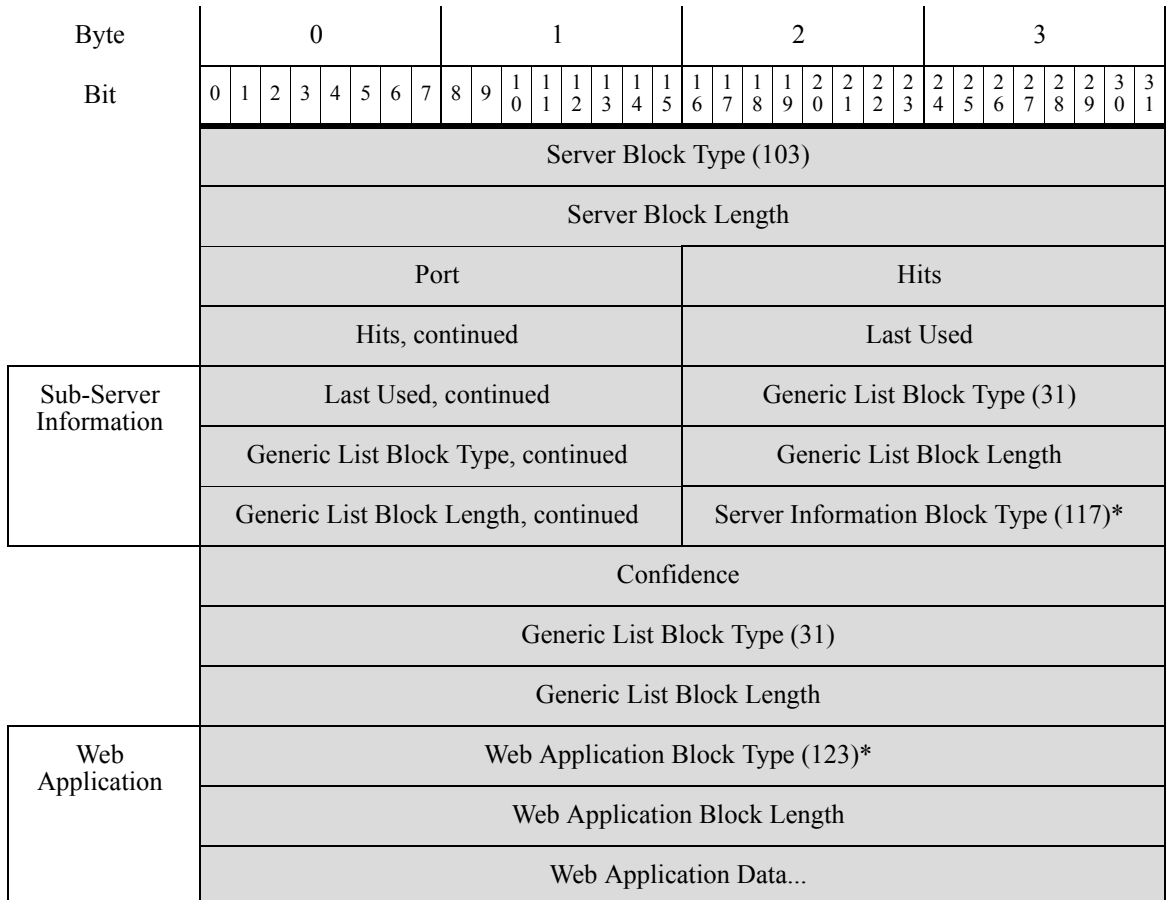 Byte 0 1 2 3
Bit 0 1 2 3 4 5 6 7 8 9 10 11 12 13 14 15 16 17 18 19 20 21 22 23 24 25 26 27 28 29 30 31
Server Block Type (103)
Server Block Length
Port Hits
Hits, continued Last Used
Sub-Server
Information
Last Used, continued Generic List Block Type (31)
Generic List Block Type, continued Generic List Block Length
Generic List Block Length, continued Server Information Block Type (117)*
Confidence
Generic List Block Type (31)
Generic List Block Length
Web
Application
Web Application Block Type (123)*
Web Application Block Length
Web Application Data...